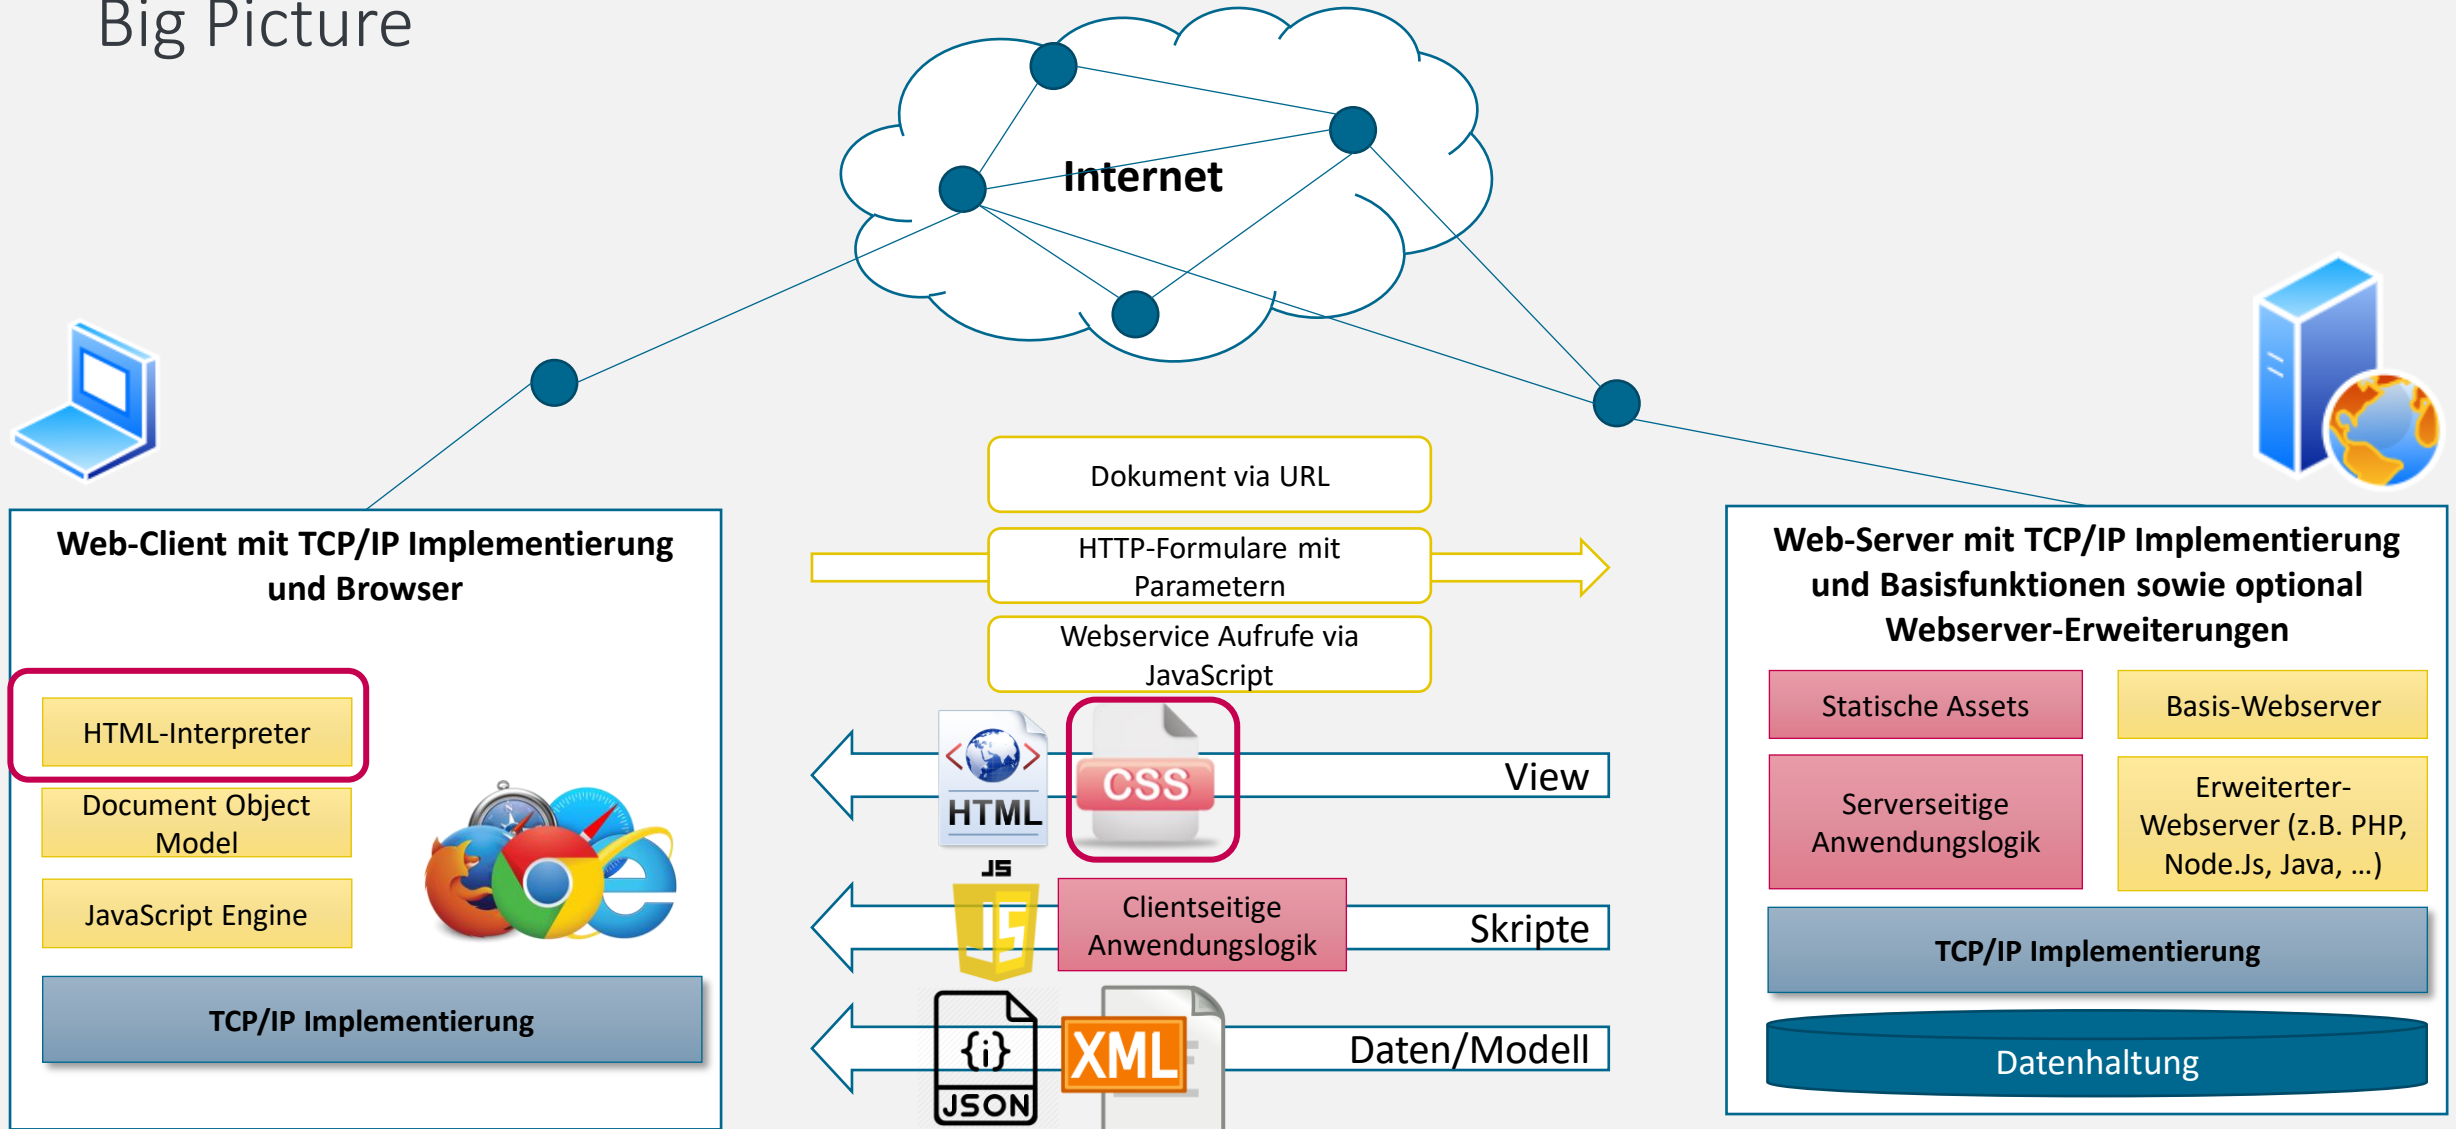 Big Picture
Internet
Dokument via URL
HTTP-Formulare mit
Parametern
Webservice Aufrufe via
JavaScript
Web-Client mit TCP/IP Implementierung
und Browser
HTML-Interpreter
Document Object
Model
JavaScript Engine
TCP/IP Implementierung
HTML
CSS
View
JS
Clientseitige
Anwendungslogik
Skripte
{i}
JSON
XML
Daten/Modell
Web-Server mit TCP/IP Implementierung
und Basisfunktionen sowie optional
Webserver-Erweiterungen
Statische Assets
Basis-Webserver
Serverseitige
Anwendungslogik
Erweiterter-
Webserver (z.B. PHP,
Node.Js, Java, ...)
TCP/IP Implementierung
Datenhaltung